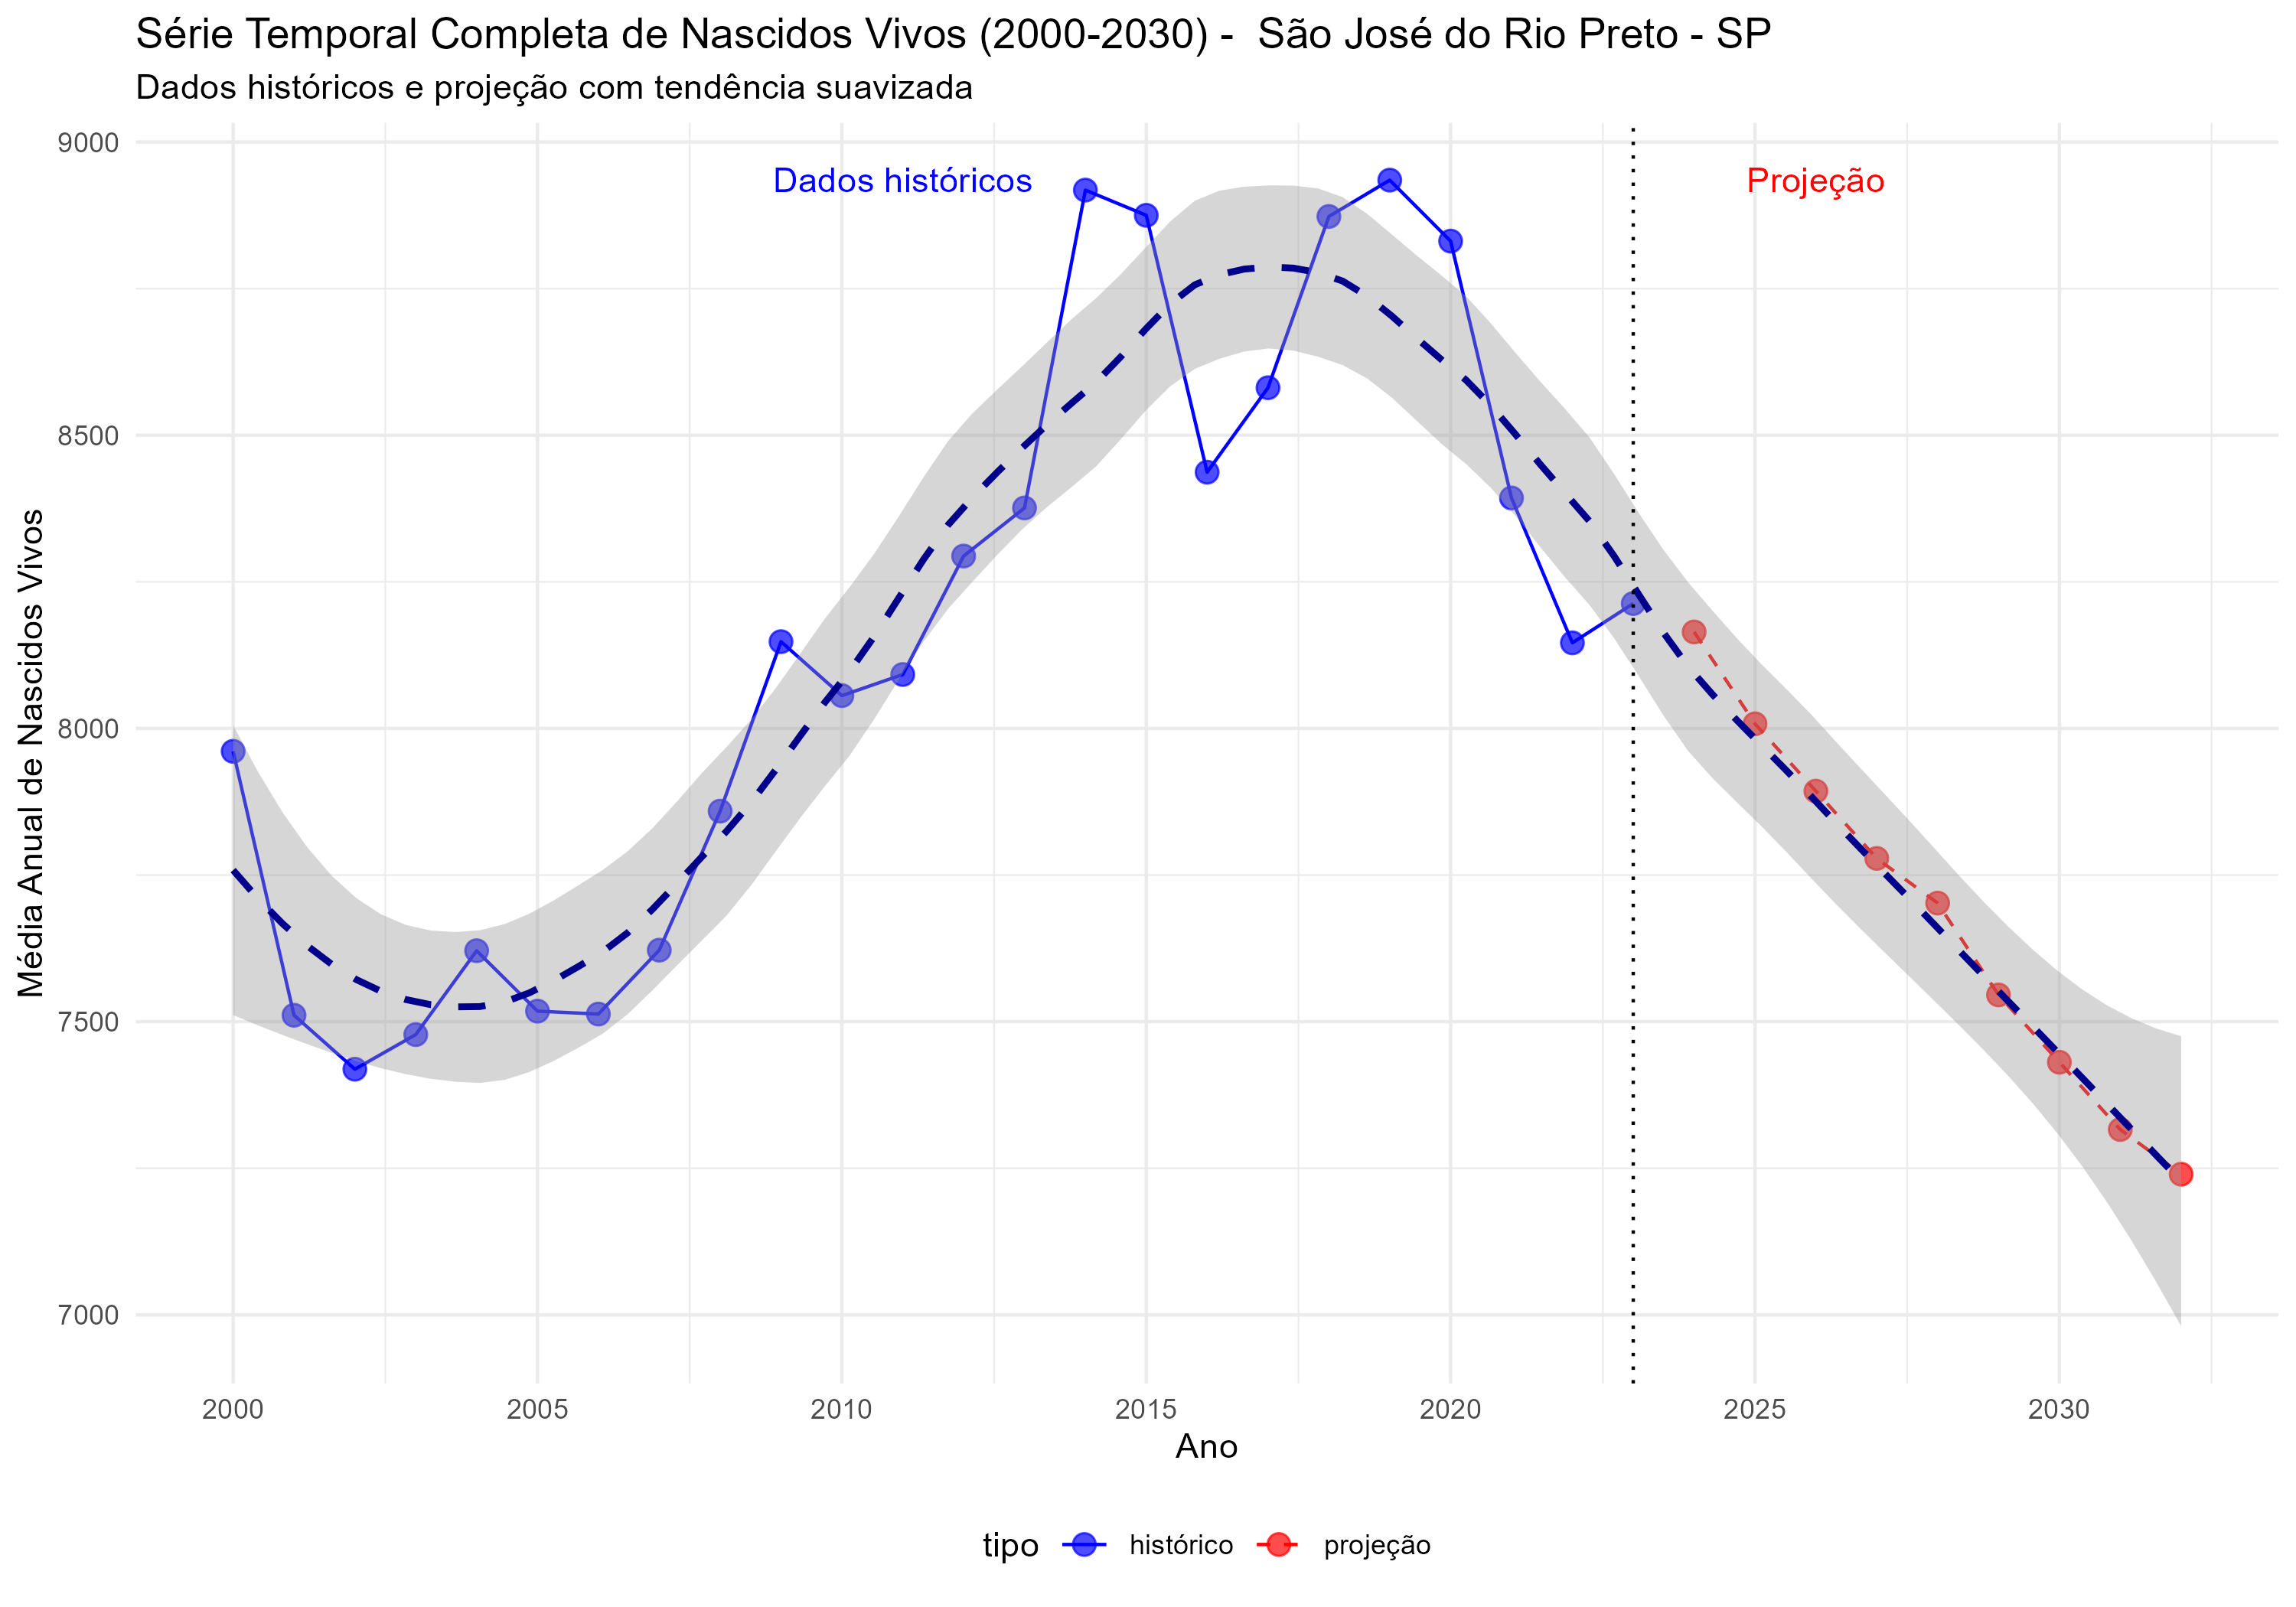 Série Temporal Completa de Nascidos Vivos (2000-2030) -  São José do Rio Preto - SP
Dados históricos e projeção com tendência suavizada
Média Anual de Nascidos Vivos
9000
8500
8000
7500
7000
Dados históricos
Projeção
2000 2005 2010 2015 2020 2025 2030
Ano
tipo histórico projeção